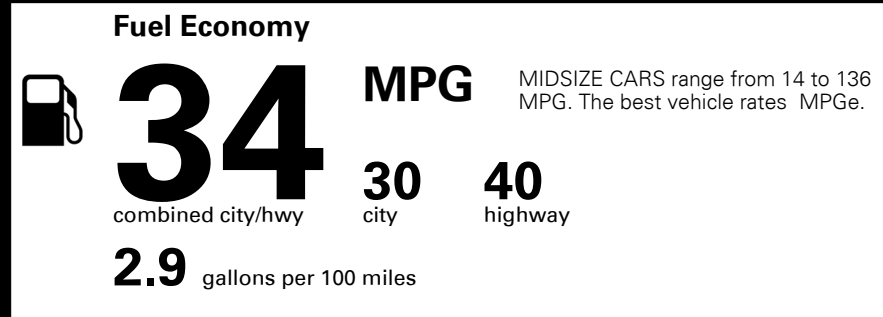 Fuel Economy
34
MPG
MIDSIZE CARS range from 14 to 136
MPG. The best vehicle rates  MPGe.
30
city
40
highway
combined city/hwy
2.9 gallons per 100 miles